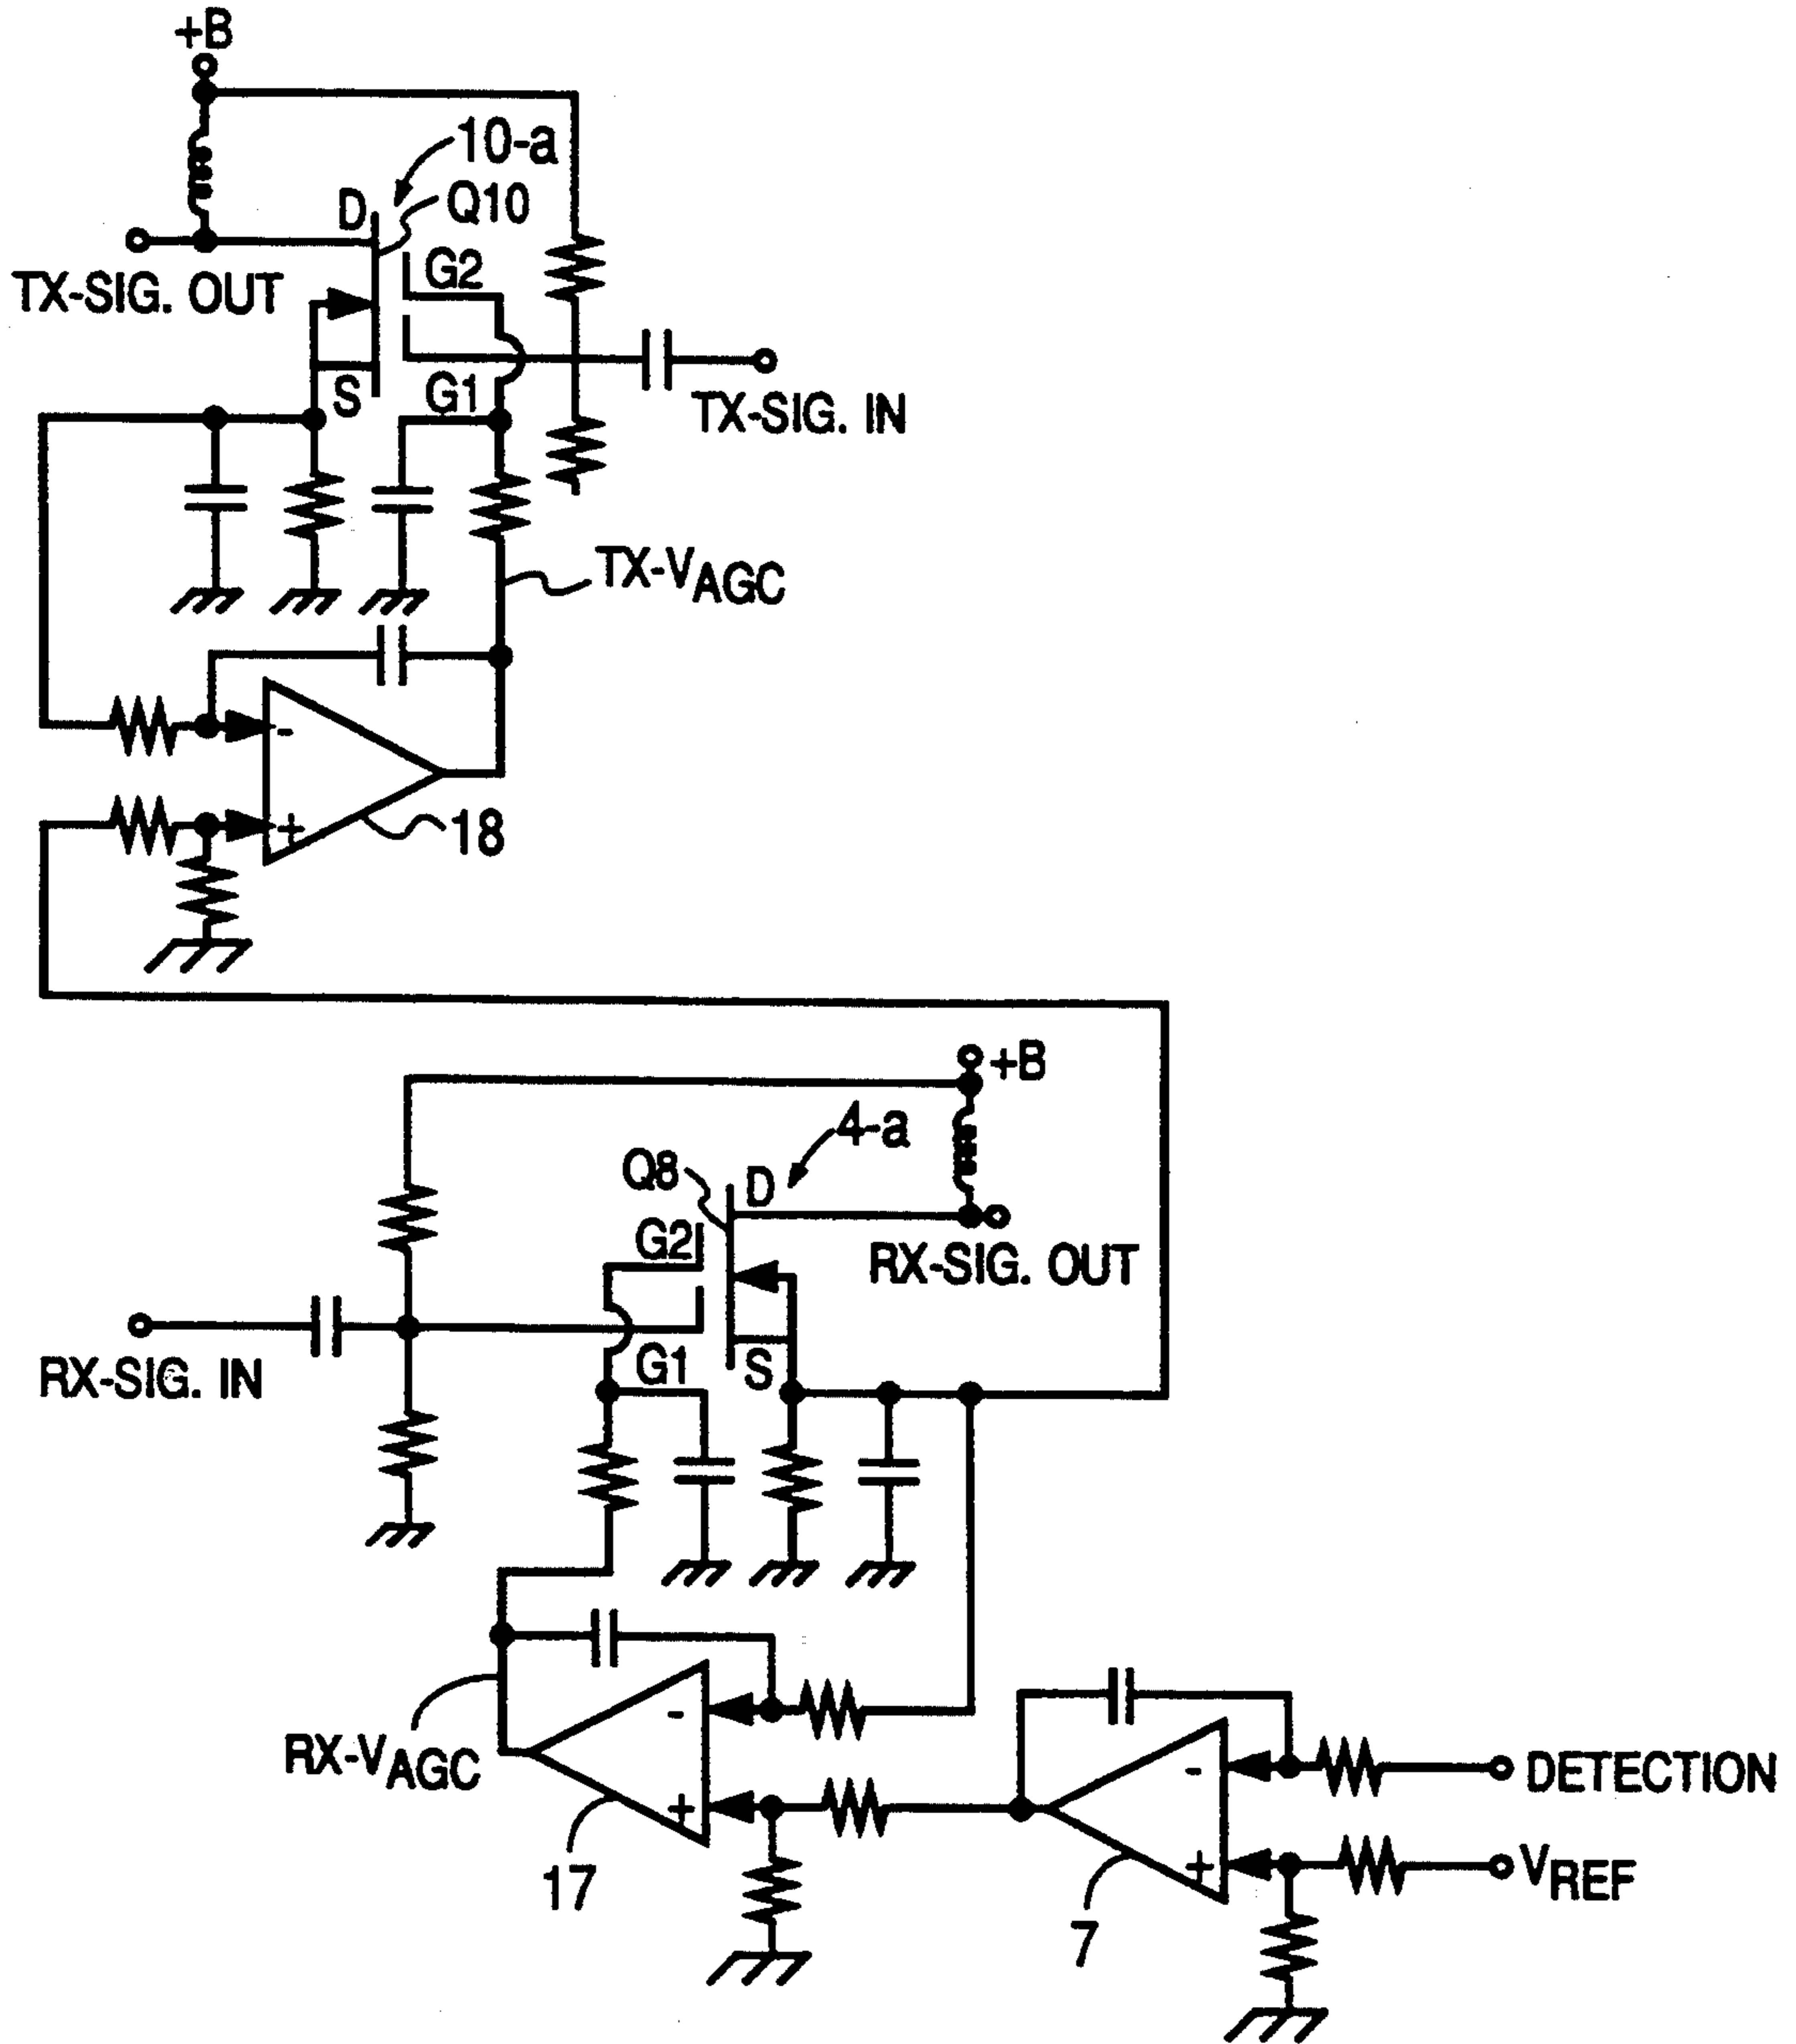 +B
10-a
D
Q10
G2
TX-SIG. OUT
S
G1
TX-SIG. IN
TX-VAGC
-
+
18
+B
4-a
Q8
D
G2
RX-SIG. OUT
RX-SIG. IN
G1
S
-
RX-VAGC
+
17
-
DETECTION
+
VREF
7